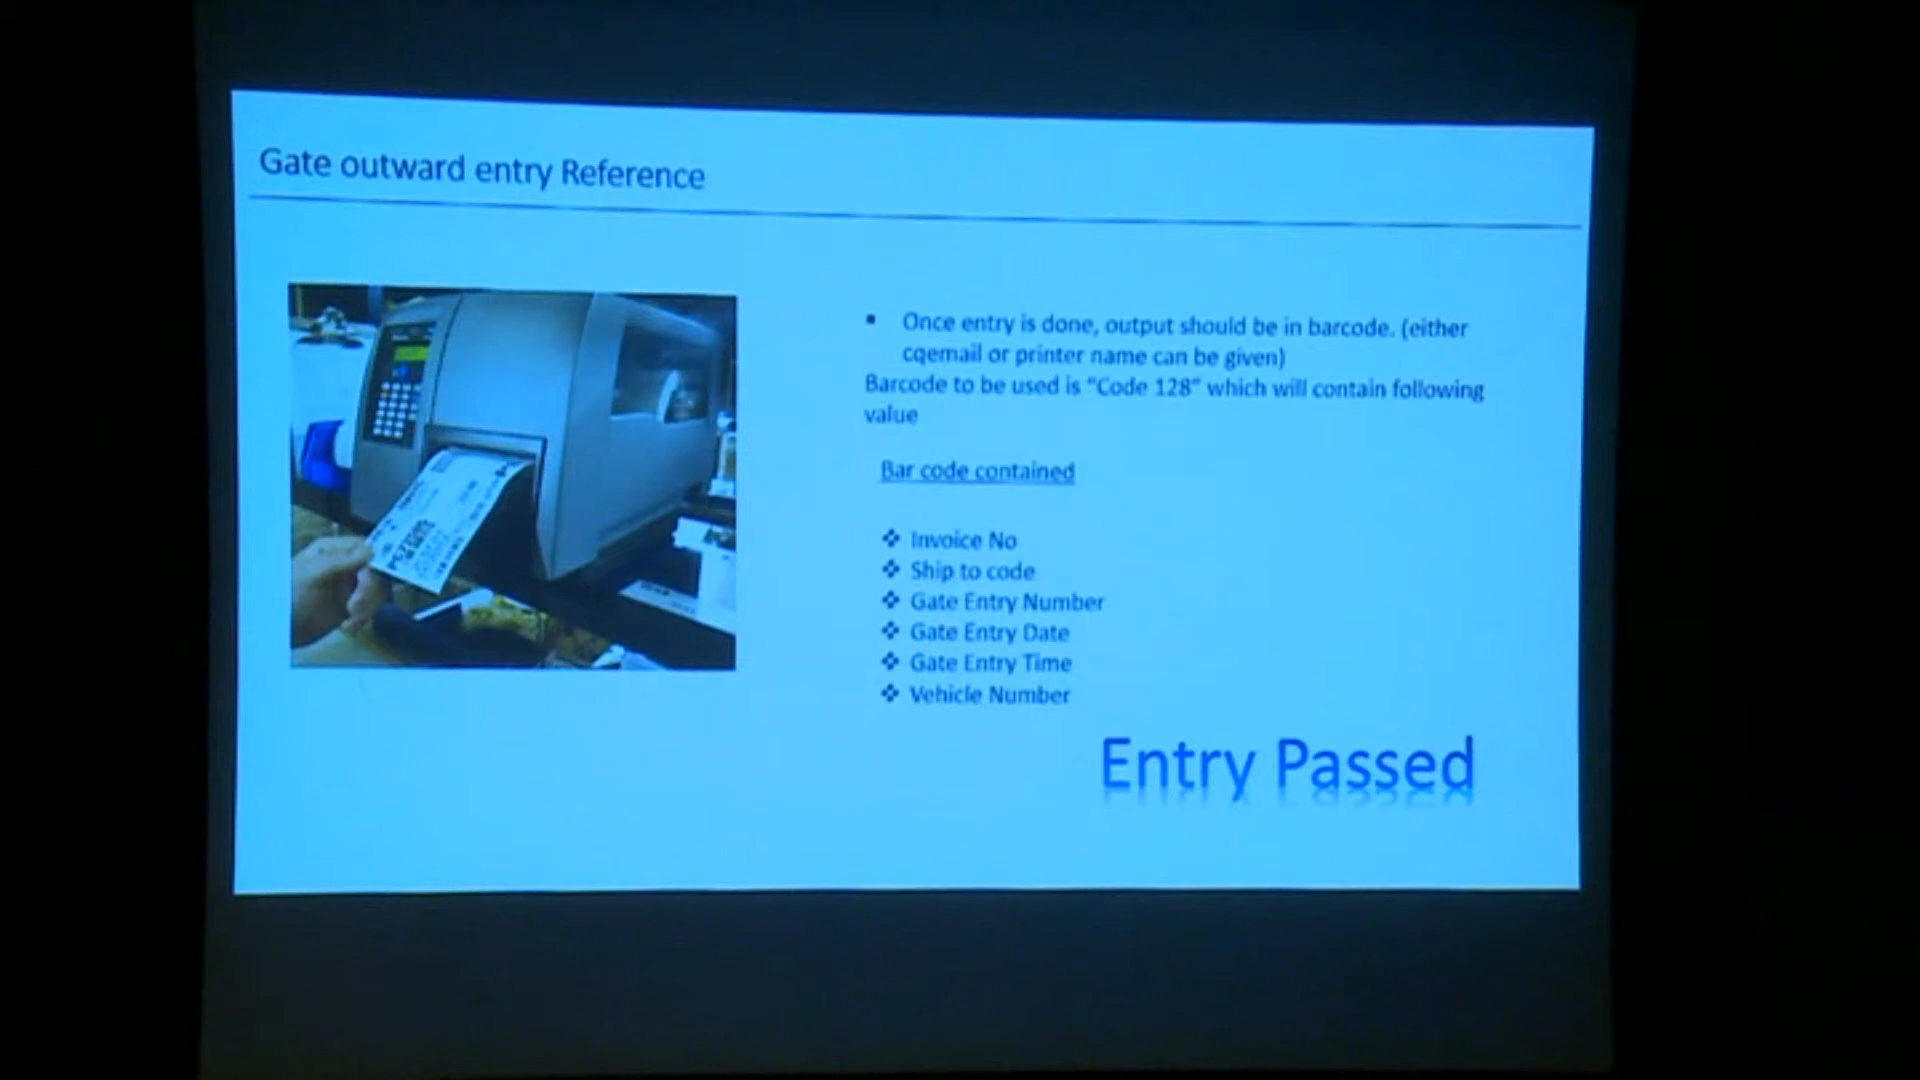 Gate outward entry Reference
▪ Once entry is done, output should be in barcode. (either
cqemail or printer name can be given)
Barcode to be used is “Code 128” which will contain following
value
Bar code contained
❖ Invoice No
❖ Ship to code
❖ Gate Entry Number
❖ Gate Entry Date
❖ Gate Entry Time
❖ Vehicle Number
Entry Passed